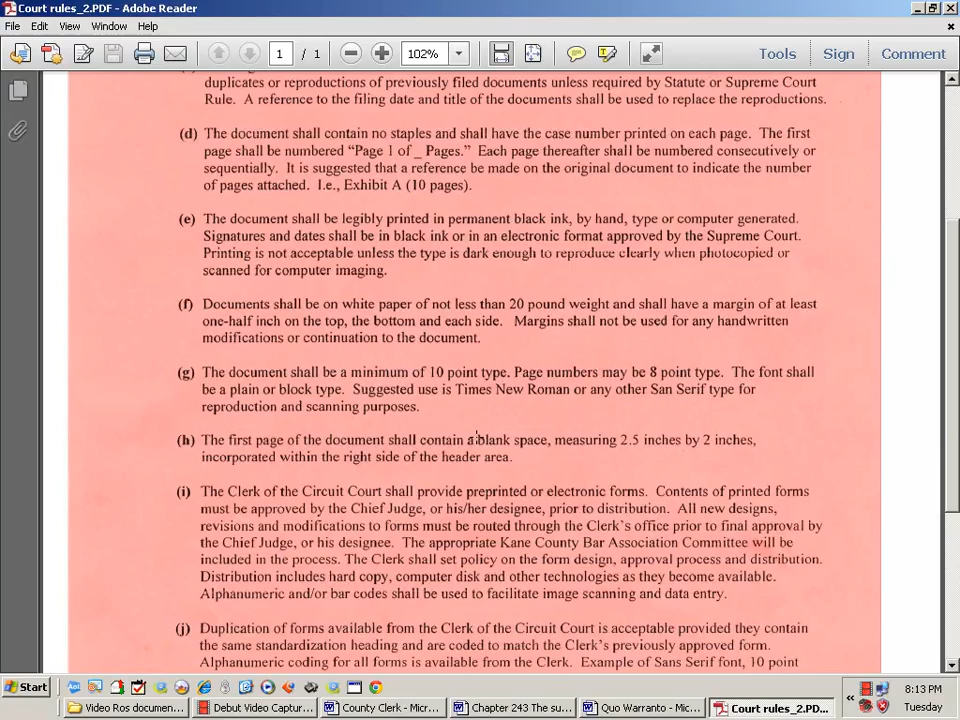 Court rules_2.PDF - Adobe Reader
File Edit View Window Help
1 / 1 102% Tools Sign Comment
duplicates or reproductions of previously filed documents unless required by Statute or Supreme Court
Rule. A reference to the filing date and title of the documents shall be used to replace the reproductions.
(d) The document shall contain no staples and shall have the case number printed on each page. The first
page shall be numbered “Page 1 of _ Pages.” Each page thereafter shall be numbered consecutively or
sequentially. It is suggested that a reference be made on the original document to indicate the number
of pages attached. I.e., Exhibit A (10 pages).
(e) The document shall be legibly printed in permanent black ink, by hand, type or computer generated.
Signatures and dates shall be in black ink or in an electronic format approved by the Supreme Court.
Printing is not acceptable unless the type is dark enough to reproduce clearly when photocopied or
scanned for computer imaging.
(f) Documents shall be on white paper of not less than 20 pound weight and shall have a margin of at least
one-half inch on the top, the bottom and each side. Margins shall not be used for any handwritten
modifications or continuation to the document.
(g) The document shall be a minimum of 10 point type. Page numbers may be 8 point type. The font shall
be a plain or block type. Suggested use is Times New Roman or any other San Serif type for
reproduction and scanning purposes.
(h) The first page of the document shall contain a blank space, measuring 2.5 inches by 2 inches,
incorporated within the right side of the header area.
(i) The Clerk of the Circuit Court shall provide preprinted or electronic forms. Contents of printed forms
must be approved by the Chief Judge, or his/her designee, prior to distribution. All new designs,
revisions and modifications to forms must be routed through the Clerk’s office prior to final approval by
the Chief Judge, or his designee. The appropriate Kane County Bar Association Committee will be
included in the process. The Clerk shall set policy on the form design, approval process and distribution.
Distribution includes hard copy, computer disk and other technologies as they become available.
Alphanumeric and/or bar codes shall be used to facilitate image scanning and data entry.
(j) Duplication of forms available from the Clerk of the Circuit Court is acceptable provided they contain
the same standardization heading and are coded to match the Clerk’s previously approved form.
Alphanumeric coding for all forms is available from the Clerk. Example of Sans Serif font, 10 point
Start 8:13 PM
Video Ros documen... Debut Video Captur... County Clerk - Micr... Chapter 243 The su... Quo Warranto - Mic... Court rules_2.PD... Tuesday